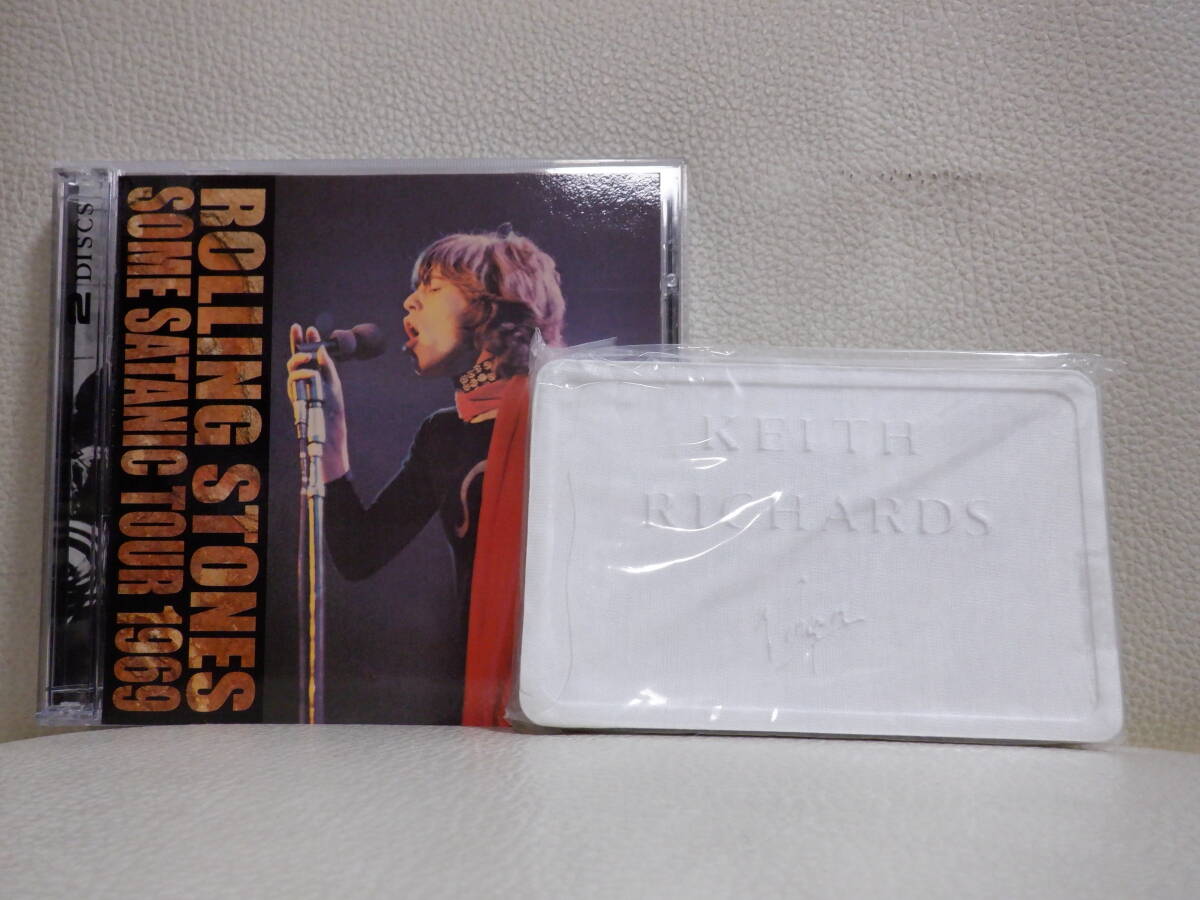 2 DISCS
ROLLING STONES
SOME SATANIC TOUR 1969
KEITH
RICHARDS
Virgin